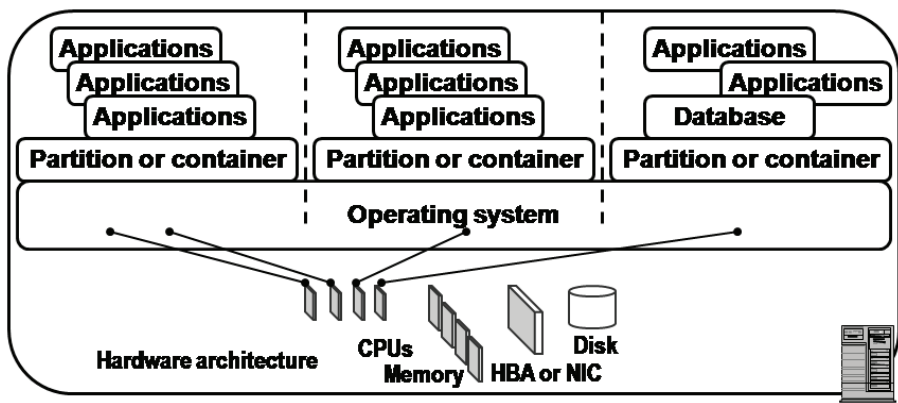 Applications
Applications
Applications
Partition or container
Applications
Applications
Applications
Partition or container
Applications
Applications
Database
Partition or container
Operating system
Hardware architecture
CPUs
Memory
HBA or NIC
Disk